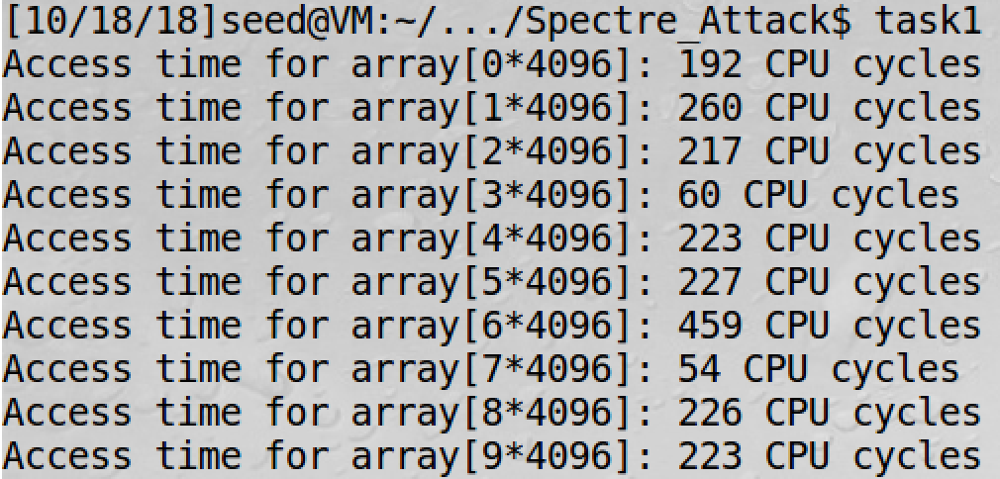 [10/18/18]seed@VM:~/.../Spectre_Attack$ task1
Access time for array[0*4096]: 192 CPU cycles
Access time for array[1*4096]: 260 CPU cycles
Access time for array[2*4096]: 217 CPU cycles
Access time for array[3*4096]: 60 CPU cycles
Access time for array[4*4096]: 223 CPU cycles
Access time for array[5*4096]: 227 CPU cycles
Access time for array[6*4096]: 459 CPU cycles
Access time for array[7*4096]: 54 CPU cycles
Access time for array[8*4096]: 226 CPU cycles
Access time for array[9*4096]: 223 CPU cycles